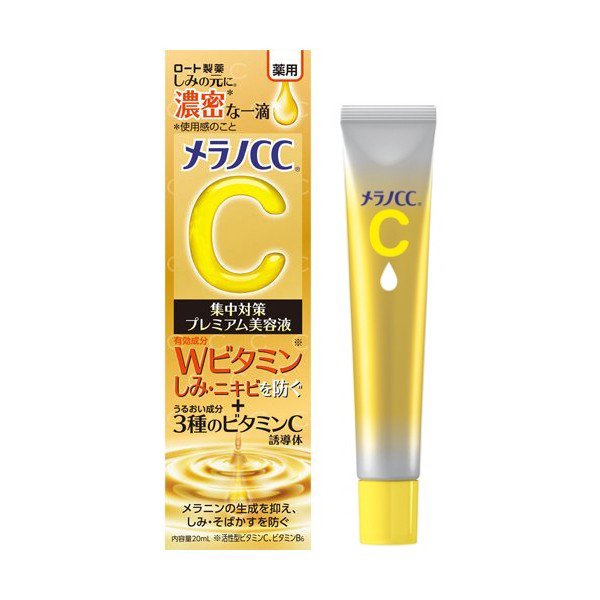 ロート製薬
薬用
しみの元に。
濃密*な一滴
*使用感のこと
メラノCC®
C
集中対策
プレミアム美容液
有効成分
Wビタミン※
しみ・ニキビを防ぐ
+
うるおい成分
3種のビタミンC
誘導体
メラニンの生成を抑え、
しみ・そばかすを防ぐ
内容量20mL ※活性型ビタミンC、ビタミンB6
メラノCC®
C